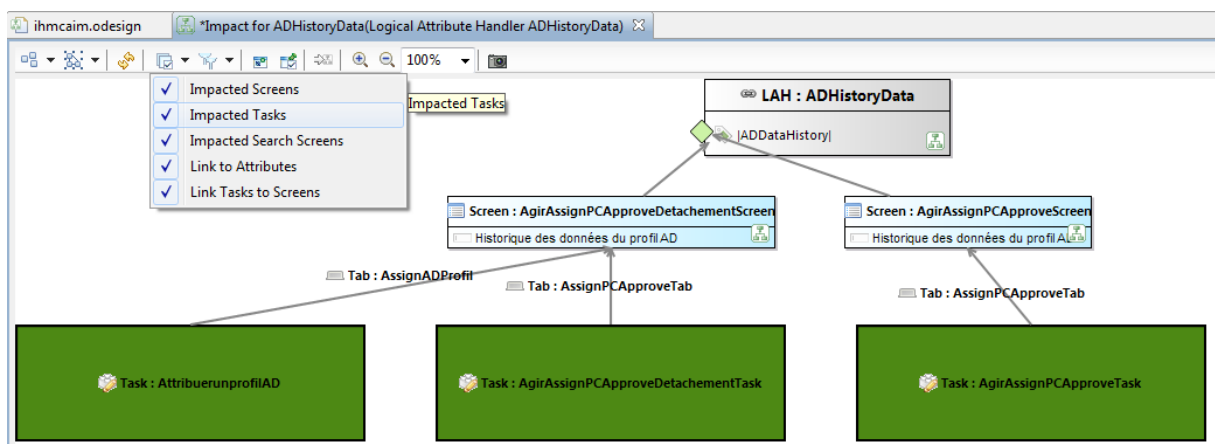 ihmcaim.odesign
*Impact for ADHistoryData(Logical Attribute Handler ADHistoryData)
100%
Impacted Screens
Impacted Tasks
Impacted Search Screens
Link to Attributes
Link Tasks to Screens
Impacted Tasks
LAH : ADHistoryData
|ADDataHistory|
Screen : AgirAssignPCApproveDetachementScreen
Historique des données du profil AD
Screen : AgirAssignPCApproveScreen
Historique des données du profil A
Tab : AssignADProfil
Tab : AssignPCApproveTab
Tab : AssignPCApproveTab
Task : AttribuerunprofilAD
Task : AgirAssignPCApproveDetachementTask
Task : AgirAssignPCApproveTask